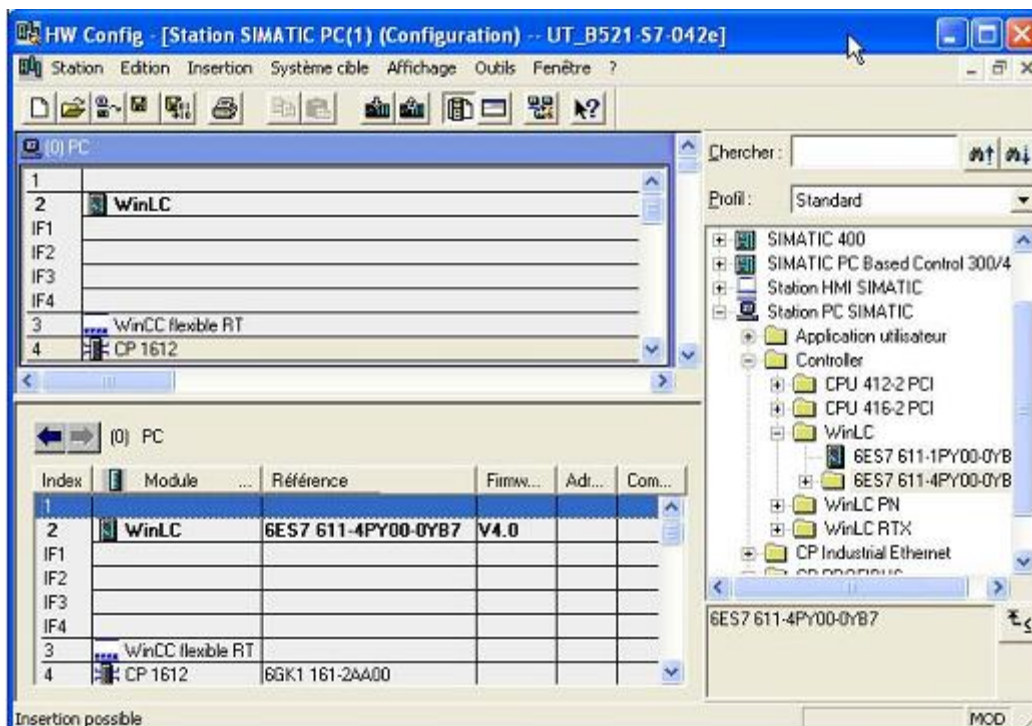 HW Config - [Station SIMATIC PC(1) (Configuration) -- UT_B521-S7-042e]
Station Edition Insertion Système cible Affichage Outils Fenêtre ?
(0) PC
1
2 WinLC
IF1
IF2
IF3
IF4
3 WinCC flexible RT
4 CP 1612
Chercher :
Profil : Standard
SIMATIC 400
SIMATIC PC Based Control 300/4
Station HMI SIMATIC
Station PC SIMATIC
Application utilisateur
Controller
CPU 412-2 PCI
CPU 416-2 PCI
WinLC
6ES7 611-1PY00-0YB
6ES7 611-4PY00-0YB
WinLC PN
WinLC RTX
CP Industrial Ethernet
CP PROFIBUS
6ES7 611-4PY00-0YB7
(0) PC
Index Module ... Référence Firmw... Adr... Com...
1
2 WinLC 6ES7 611-4PY00-0YB7 V4.0
IF1
IF2
IF3
IF4
3 WinCC flexible RT
4 CP 1612 6GK1 161-2AA00
Insertion possible MOD